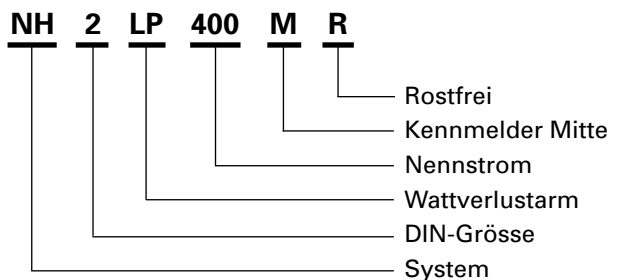 NH 2 LP 400 M R
Rostfrei
Kennmelder Mitte
Nennstrom
Wattverlustarm
DIN-Grösse
System